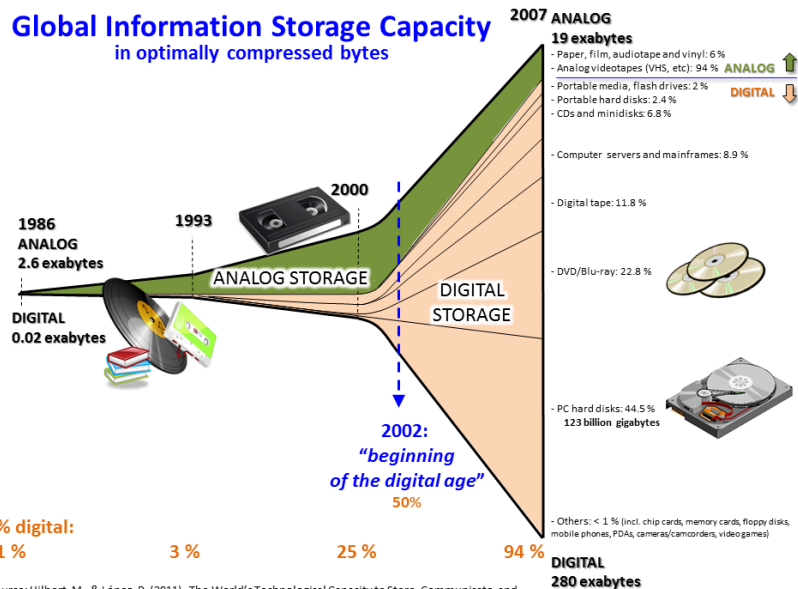 Global Information Storage Capacity
in optimally compressed bytes
2007 ANALOG
19 exabytes
- Paper, film, audiotape and vinyl: 6 %
- Analog videotapes (VHS, etc): 94 %
ANALOG
DIGITAL
- Portable media, flash drives: 2 %
- Portable hard disks: 2.4 %
- CDs and minidisks: 6.8 %
- Computer servers and mainframes: 8.9 %
- Digital tape: 11.8 %
- DVD/Blu-ray: 22.8 %
- PC hard disks: 44.5 %
123 billion gigabytes
- Others: < 1 % (incl. chip cards, memory cards, floppy disks,
mobile phones, PDAs, cameras/camcorders, video games)
DIGITAL
280 exabytes
1986
ANALOG
2.6 exabytes
DIGITAL
0.02 exabytes
1993
2000
ANALOG STORAGE
DIGITAL
STORAGE
2002:
"beginning
of the digital age"
50%
% digital:
1 %
3 %
25 %
94 %